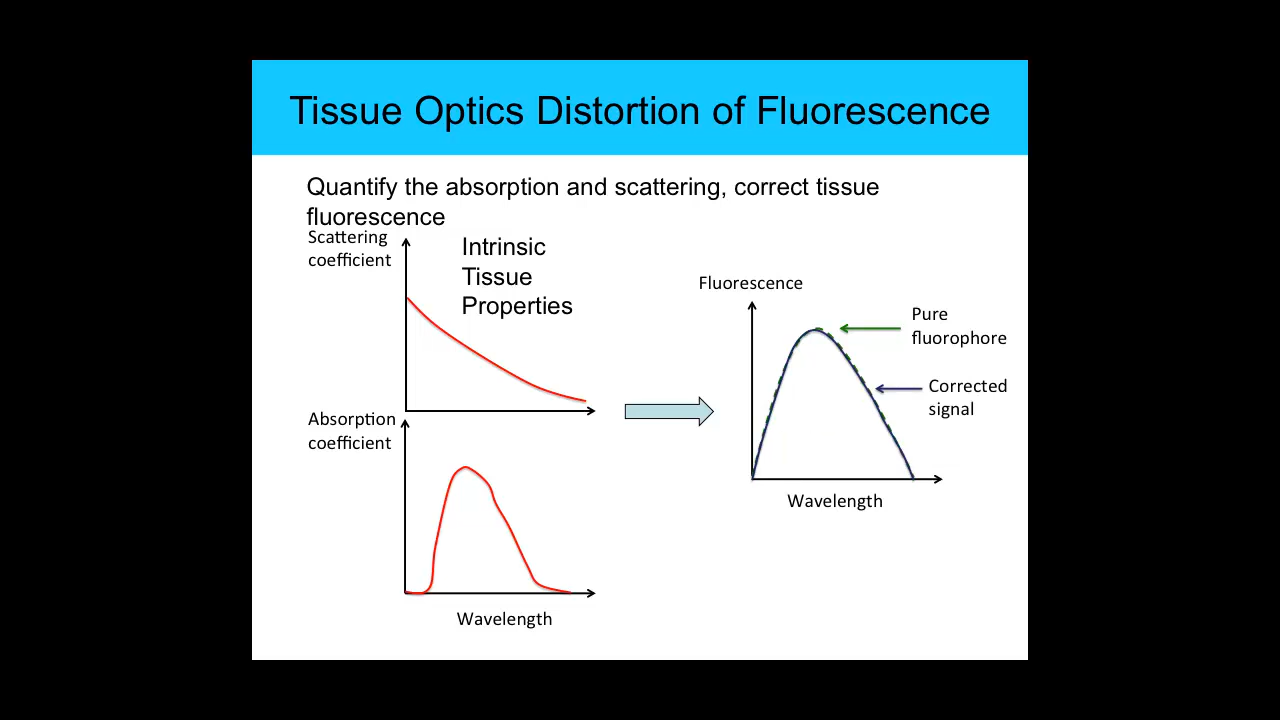 Tissue Optics Distortion of Fluorescence
Quantify the absorption and scattering, correct tissue
fluorescence
Scattering
coefficient
Intrinsic
Tissue
Properties
Absorption
coefficient
Wavelength
Fluorescence
Pure
fluorophore
Corrected
signal
Wavelength